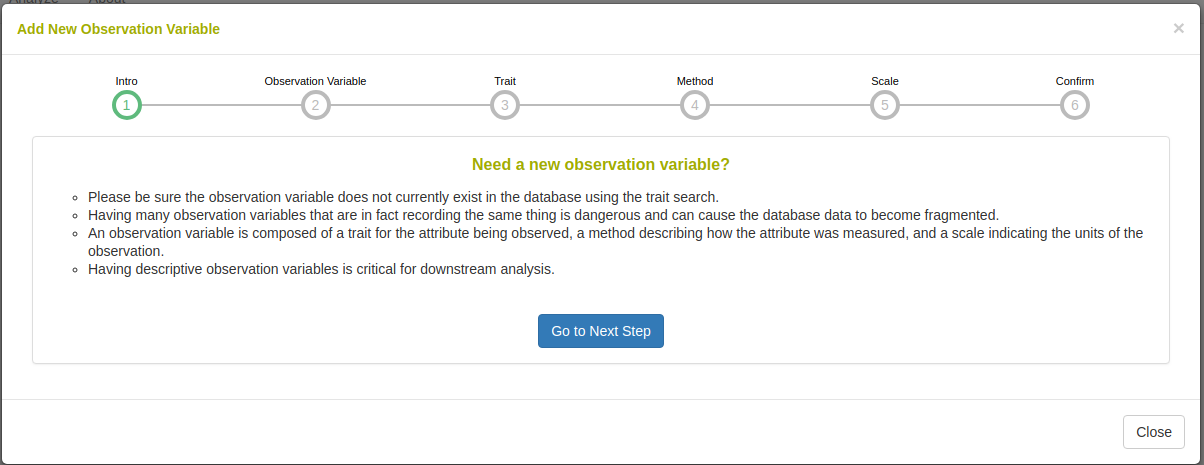 Analyze About
Add New Observation Variable ×
Intro Observation Variable Trait Method Scale Confirm
1 2 3 4 5 6
Need a new observation variable?
Please be sure the observation variable does not currently exist in the database using the trait search.
Having many observation variables that are in fact recording the same thing is dangerous and can cause the database data to become fragmented.
An observation variable is composed of a trait for the attribute being observed, a method describing how the attribute was measured, and a scale indicating the units of the
observation.
Having descriptive observation variables is critical for downstream analysis.
Go to Next Step
Close